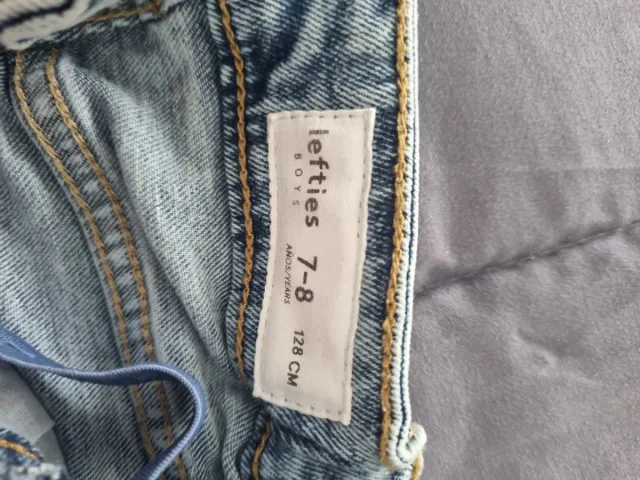 lefties
BOYS
7-8
AÑOS/YEARS
128 CM